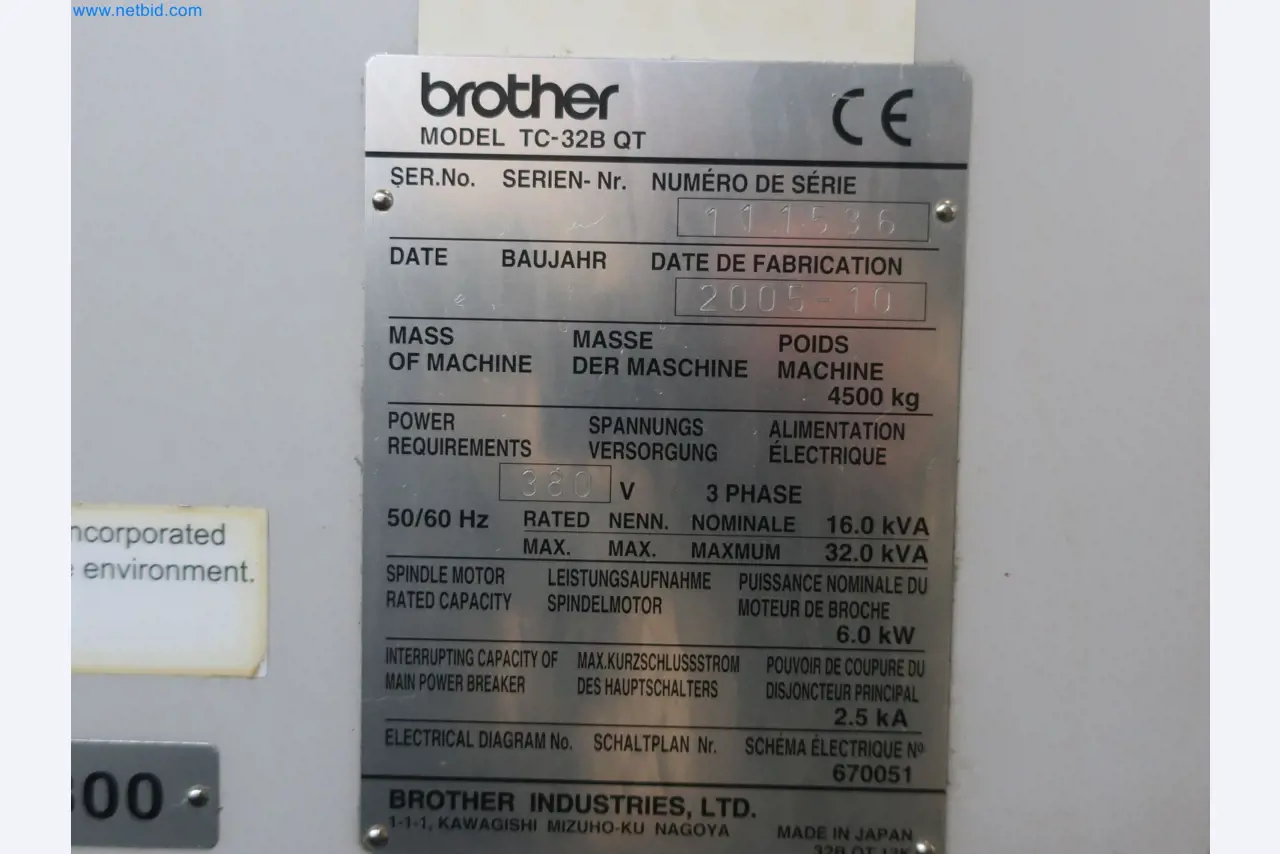 www.netbid.com
brother
CE
MODEL TC-32B QT
SER.No. SERIEN- Nr. NUMÉRO DE SÉRIE
DATE BAUJAHR DATE DE FABRICATION
2005-10
MASS MASSE POIDS
OF MACHINE DER MASCHINE MACHINE
4500 kg
POWER SPANNUNGS ALIMENTATION
REQUIREMENTS VERSORGUNG ÉLECTRIQUE
380 V 3 PHASE
50/60 Hz RATED NENN. NOMINALE 16.0 kVA
MAX. MAX. MAXMUM 32.0 kVA
SPINDLE MOTOR LEISTUNGSAUFNAHME PUISSANCE NOMINALE DU
RATED CAPACITY SPINDELMOTOR MOTEUR DE BROCHE
6.0 kW
INTERRUPTING CAPACITY OF MAX.KURZSCHLUSSSTROM POUVOIR DE COUPURE DU
MAIN POWER BREAKER DES HAUPTSCHALTERS DISJONCTEUR PRINCIPAL
2.5 kA
ELECTRICAL DIAGRAM No. SCHALTPLAN Nr. SCHÉMA ÉLECTRIQUE Nº
670051
BROTHER INDUSTRIES, LTD.
1-1-1, KAWAGISHI MIZUHO-KU NAGOYA MADE IN JAPAN
32B QT
ncorporated
environment.
00